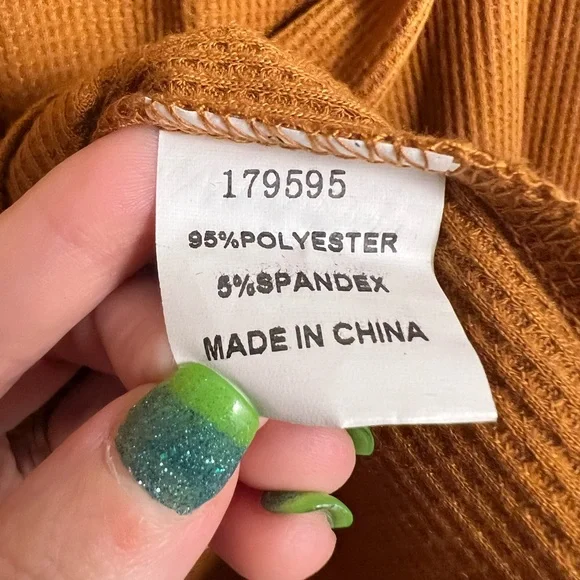 179595
95%POLYESTER
5%SPANDEX
MADE IN CHINA